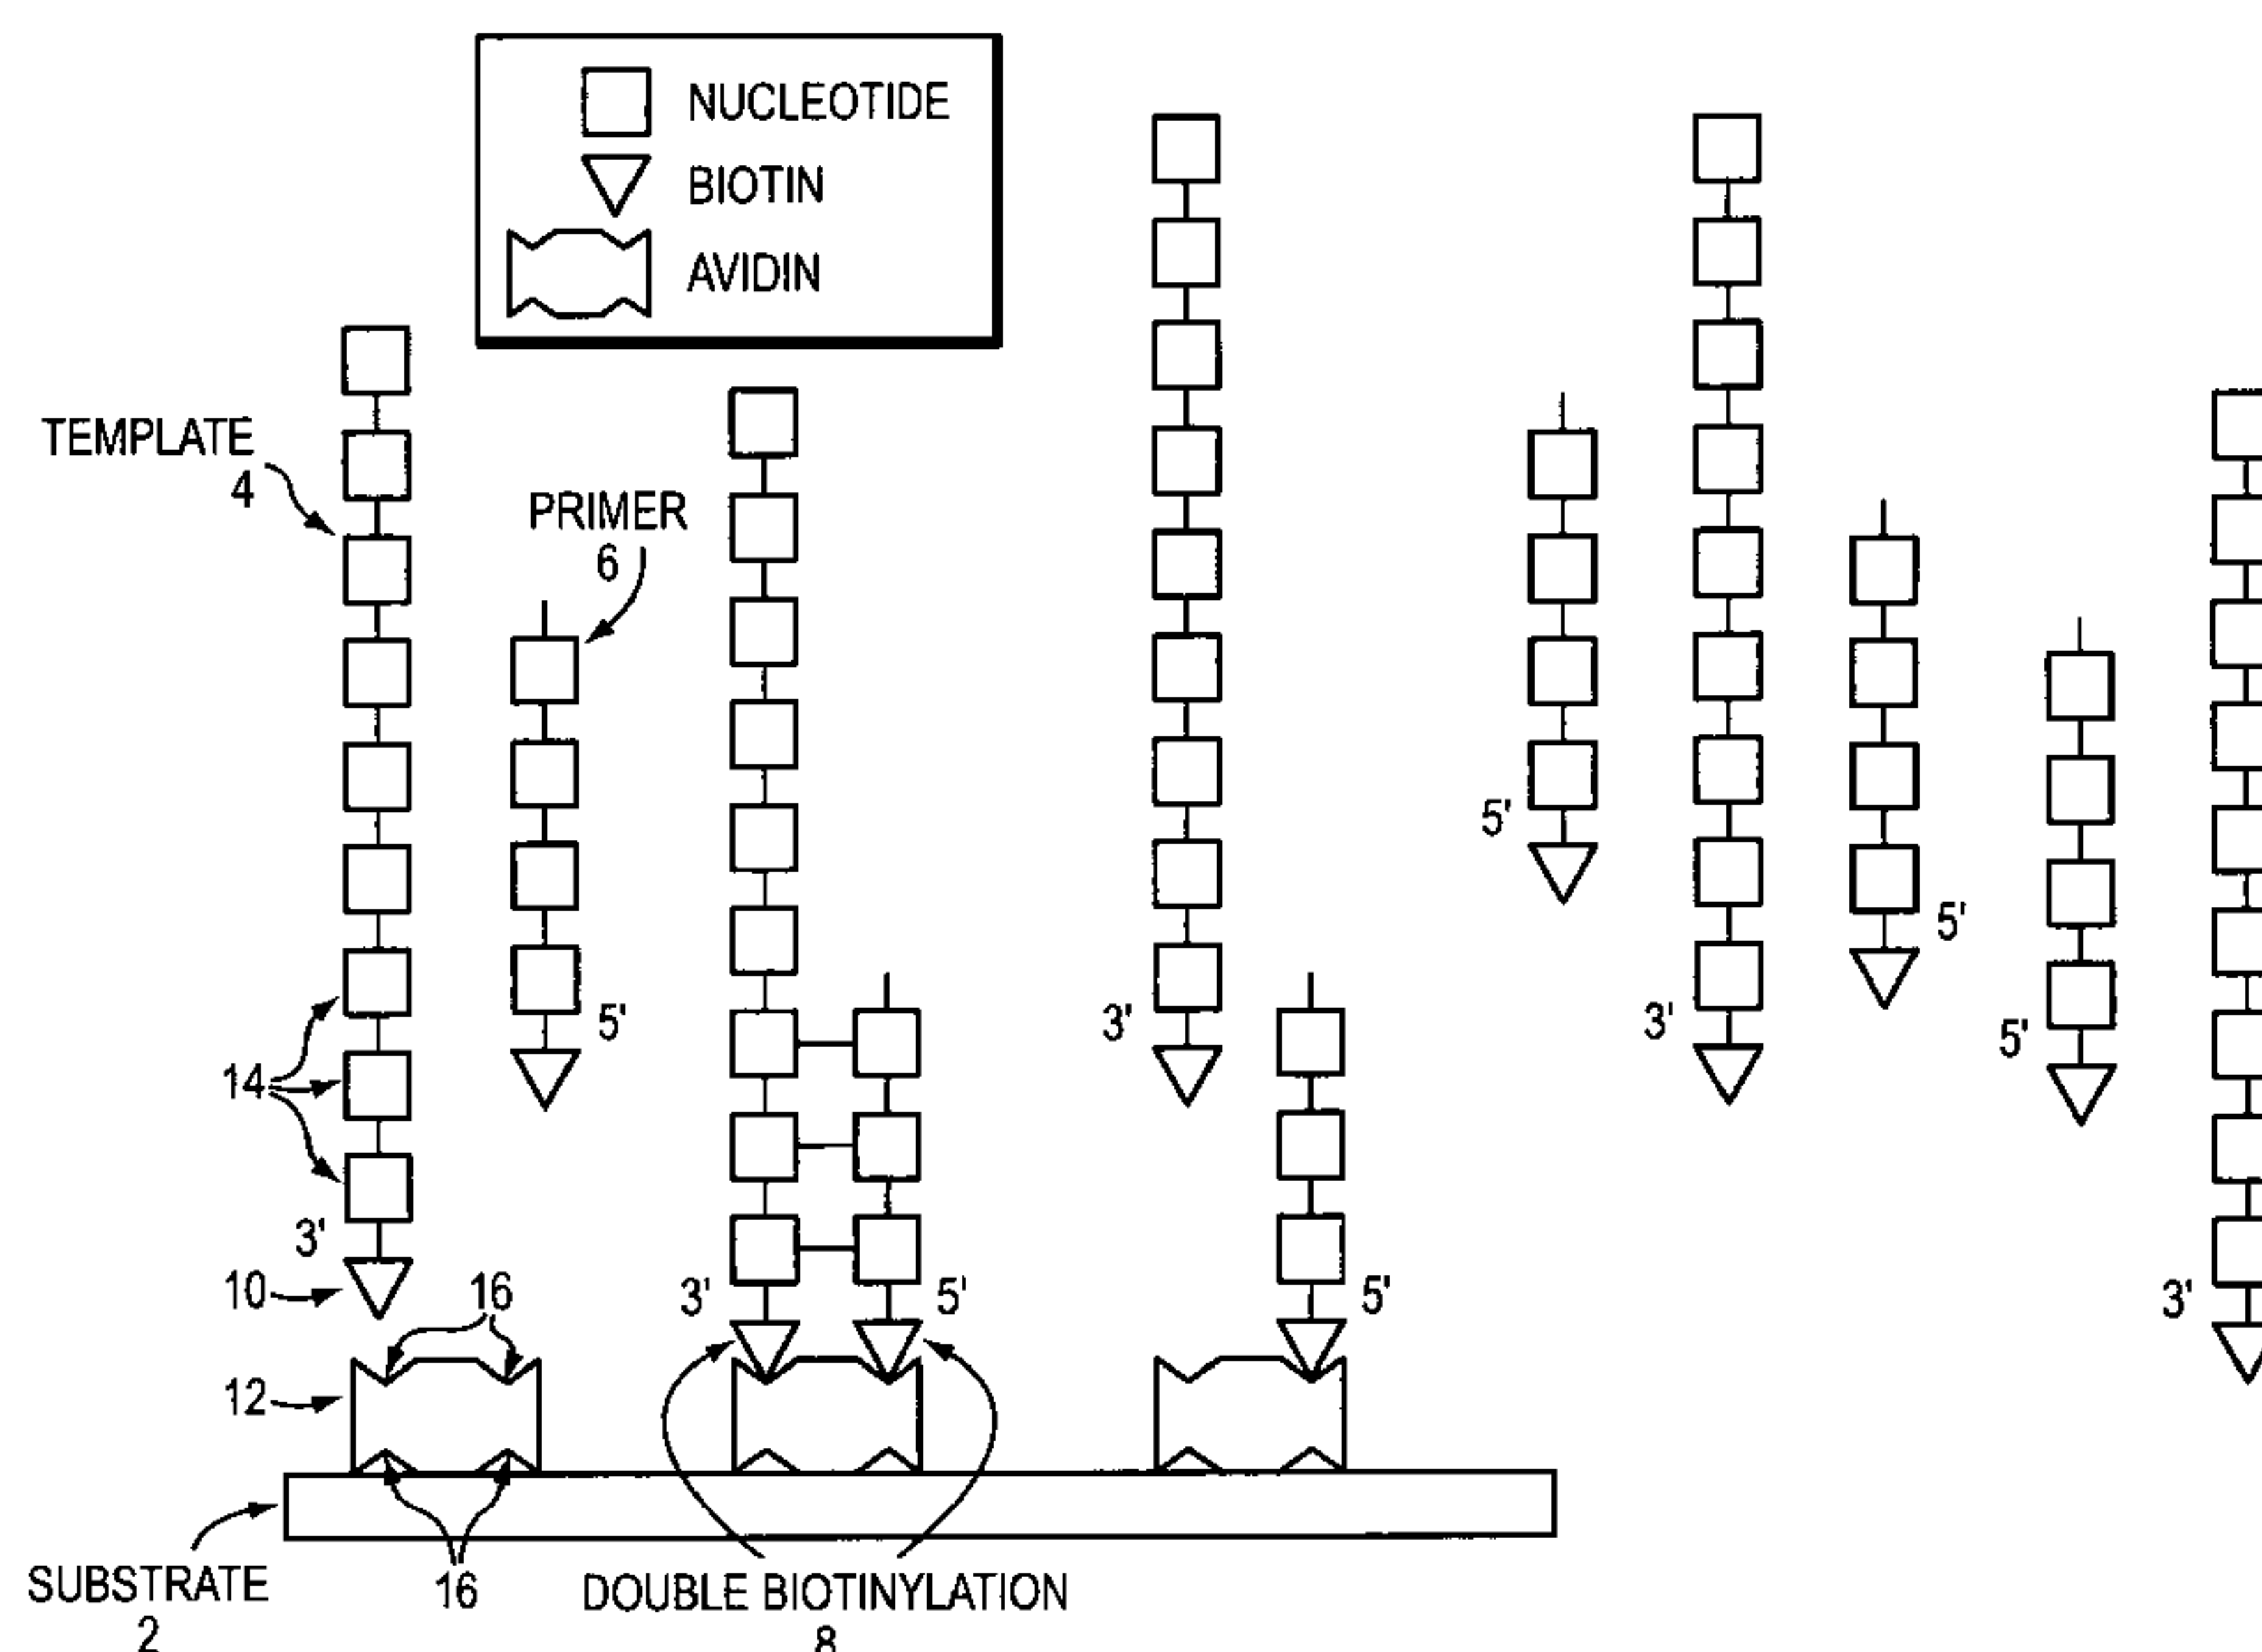 NUCLEOTIDE
BIOTIN
AVIDIN
TEMPLATE
4
PRIMER
6
5'
5'
5'
3'
3'
5'
14
3'
10
16
3'
5'
5'
3'
12
SUBSTRATE
2
16
DOUBLE BIOTINYLATION
8